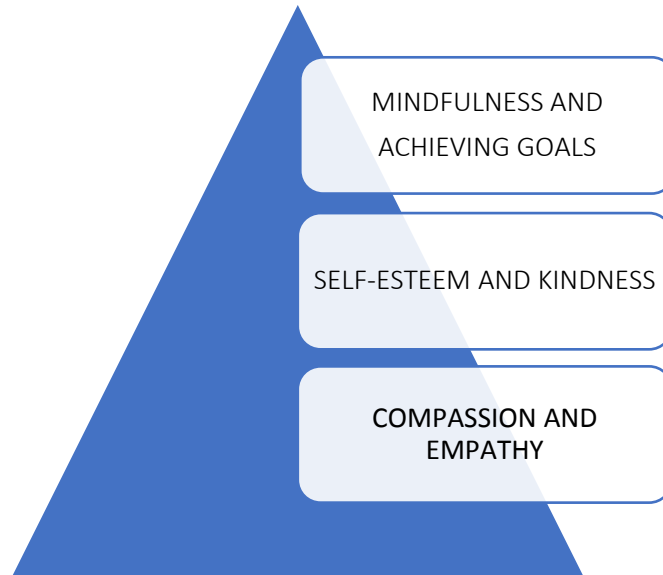 MINDFULNESS AND
ACHIEVING GOALS
SELF-ESTEEM AND KINDNESS
COMPASSION AND
EMPATHY